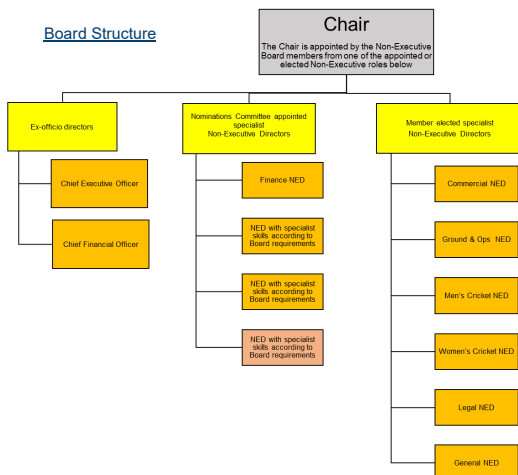 Board Structure
Chair
The Chair is appointed by the Non-Executive
Board members from one of the appointed or
elected Non-Executive roles below
Ex-officio directors
Chief Executive Officer
Chief Financial Officer
Nominations Committee appointed
specialist
Non-Executive Directors
Finance NED
NED with specialist
skills according to
Board requirements
NED with specialist
skills according to
Board requirements
NED with specialist
skills according to
Board requirements
Member elected specialist
Non-Executive Directors
Commercial NED
Ground & Ops NED
Men's Cricket NED
Women's Cricket NED
Legal NED
General NED